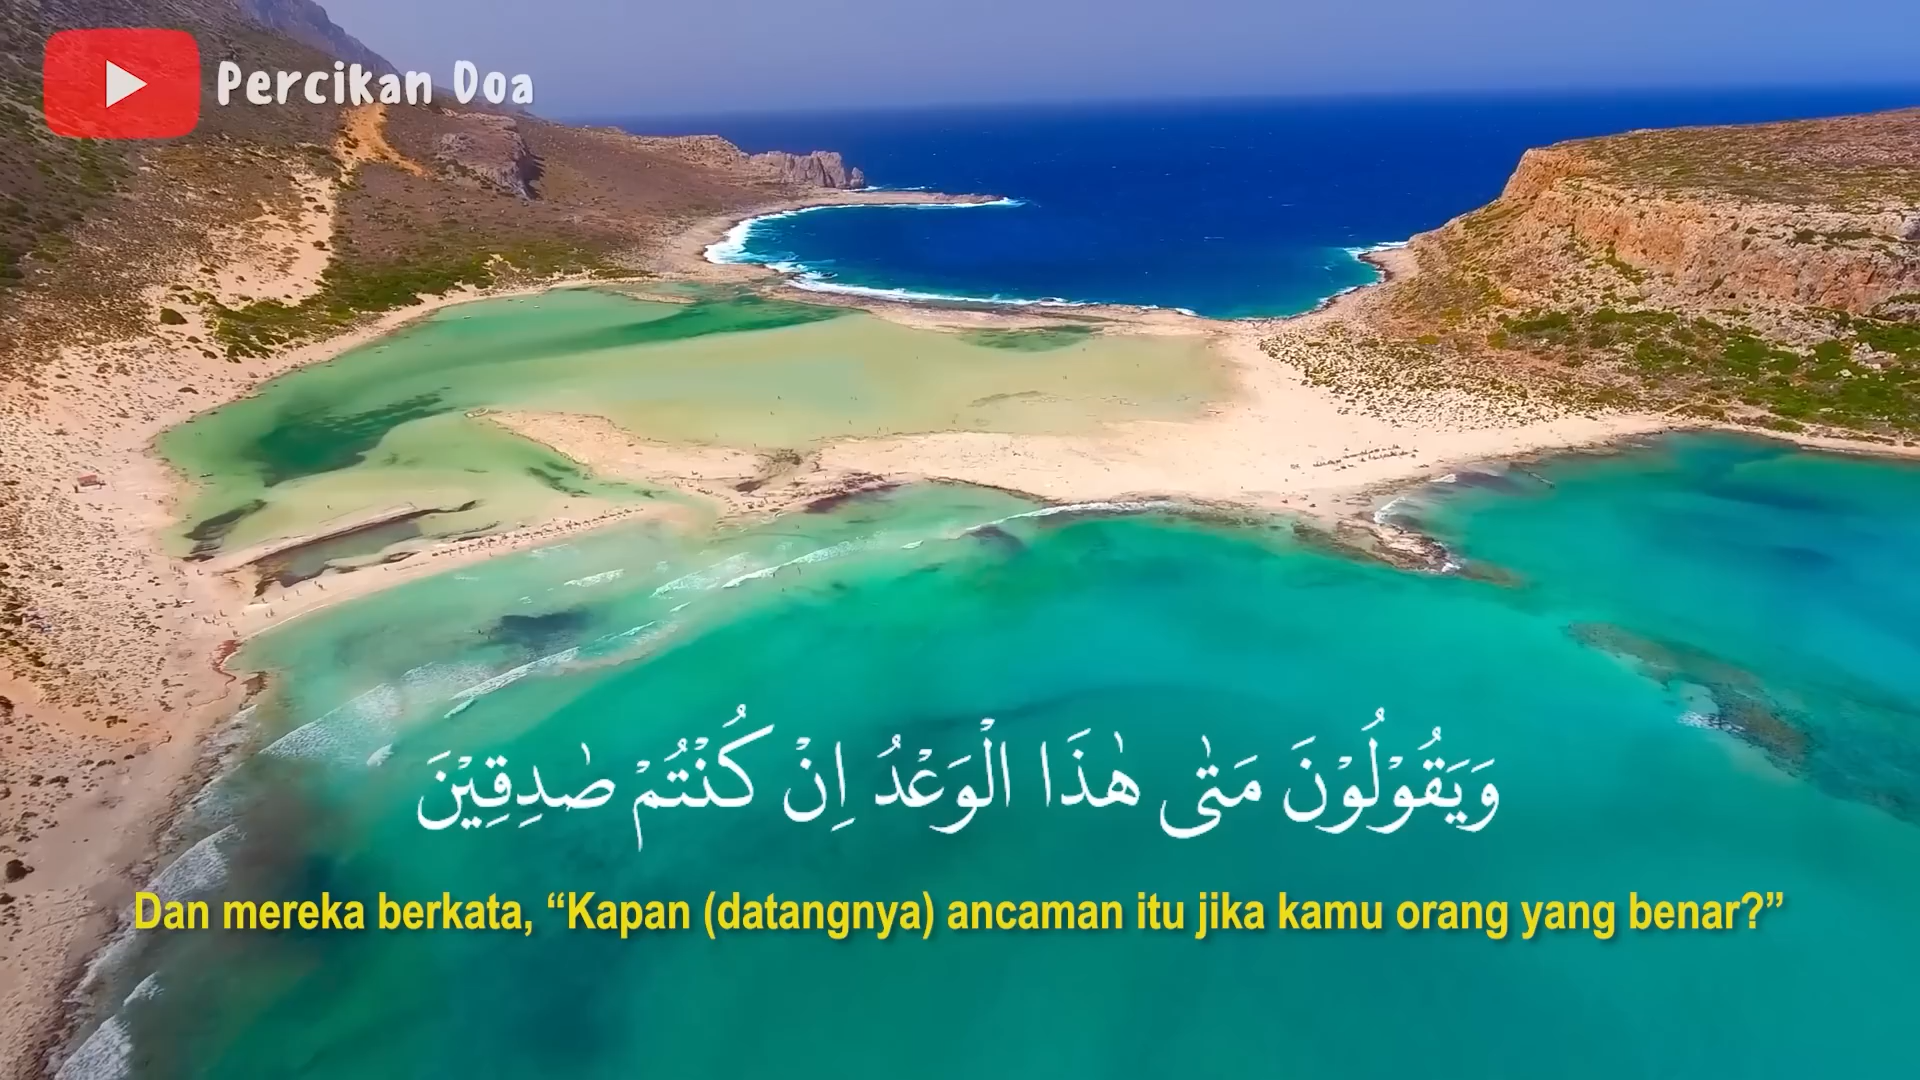 Percikan Doa
وَيَقُوْلُوْنَ مَتٰى هٰذَا الْوَعْدُ اِنْ كُنْتُمْ صٰدِقِيْنَ
Dan mereka berkata, “Kapan (datangnya) ancaman itu jika kamu orang yang benar?”